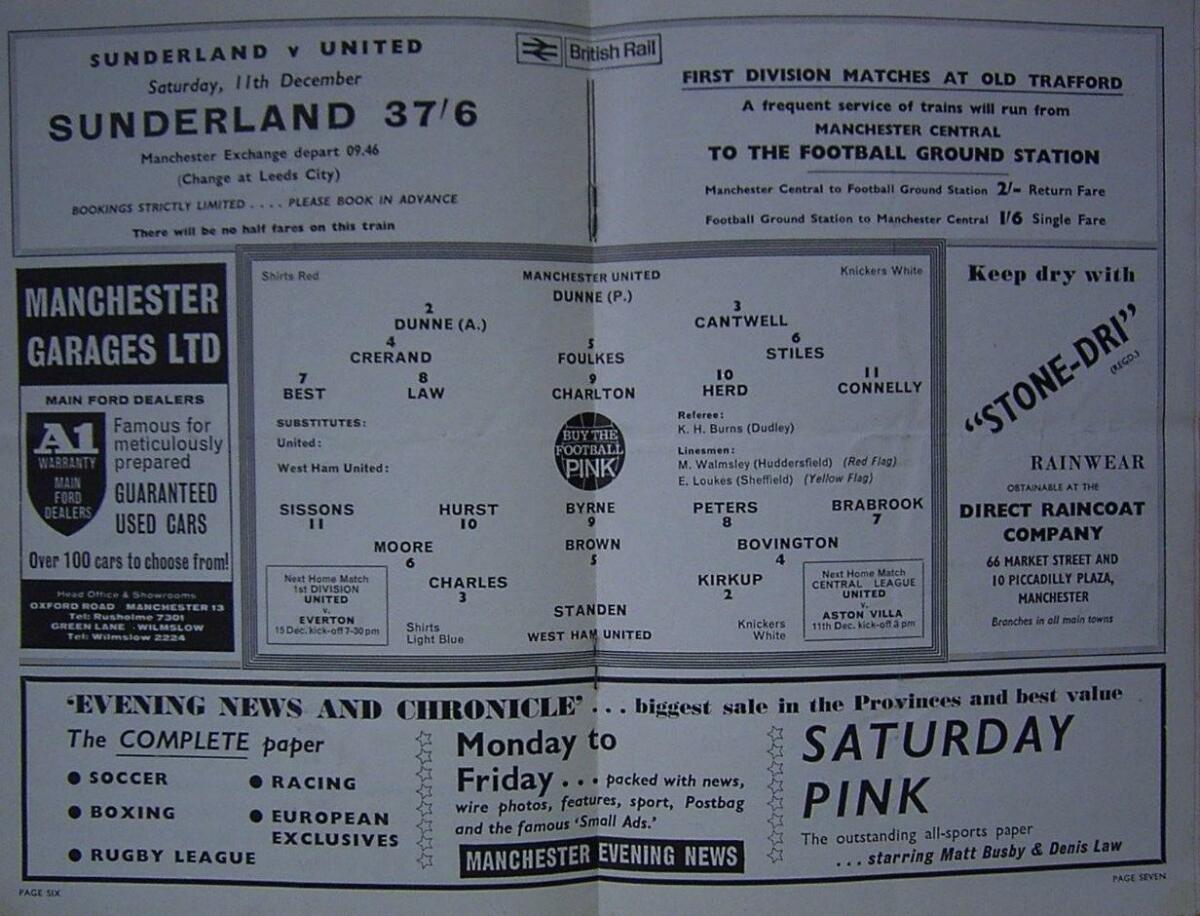 SUNDERLAND v UNITED
Saturday, 11th December
SUNDERLAND 37/6
Manchester Exchange depart 09.46
(Change at Leeds City)
BOOKINGS STRICTLY LIMITED .... PLEASE BOOK IN ADVANCE
There will be no half fares on this train
British Rail
FIRST DIVISION MATCHES AT OLD TRAFFORD
A frequent service of trains will run from
MANCHESTER CENTRAL
TO THE FOOTBALL GROUND STATION
Manchester Central to Football Ground Station 2/- Return Fare
Football Ground Station to Manchester Central 1/6 Single Fare
MANCHESTER
GARAGES LTD
MAIN FORD DEALERS
A1
WARRANTY
MAIN
FORD
DEALERS
Famous for
meticulously
prepared
GUARANTEED
USED CARS
Over 100 cars to choose from!
Head Office & Showrooms
OXFORD ROAD MANCHESTER 13
Tel: Rusholme 7301
GREEN LANE · WILMSLOW
Tel: Wilmslow 2224
Shirts Red
MANCHESTER UNITED
Knickers White
DUNNE (P.)
2
3
DUNNE (A.)
CANTWELL
4
5
6
CRERAND
FOULKES
STILES
7
8
9
10
11
BEST
LAW
CHARLTON
HERD
CONNELLY
SUBSTITUTES:
United:
West Ham United:
BUY THE
FOOTBALL
PINK
Referee:
K. H. Burns (Dudley)
Linesmen:
M. Walmsley (Huddersfield) (Red Flag)
E. Loukes (Sheffield) (Yellow Flag)
SISSONS
HURST
BYRNE
PETERS
BRABROOK
11
10
9
8
7
MOORE
BROWN
BOVINGTON
6
5
4
CHARLES
KIRKUP
3
2
STANDEN
Shirts
Light Blue
WEST HAM UNITED
Knickers
White
Next Home Match
1st DIVISION
UNITED
v.
EVERTON
15 Dec. kick-off 7-30 pm
Next Home Match
CENTRAL LEAGUE
UNITED
v.
ASTON VILLA
11th Dec. kick-off 3 pm
Keep dry with
"STONE-DRI"
(REGD.)
RAINWEAR
OBTAINABLE AT THE
DIRECT RAINCOAT
COMPANY
66 MARKET STREET AND
10 PICCADILLY PLAZA,
MANCHESTER
Branches in all main towns
'EVENING NEWS AND CHRONICLE' ... biggest sale in the Provinces and best value
The COMPLETE paper
● SOCCER
● BOXING
● RUGBY LEAGUE
● RACING
● EUROPEAN
EXCLUSIVES
Monday to
Friday ... packed with news,
wire photos, features, sport, Postbag
and the famous 'Small Ads.'
MANCHESTER EVENING NEWS
SATURDAY
PINK
The outstanding all-sports paper
... starring Matt Busby & Denis Law
PAGE SIX
PAGE SEVEN